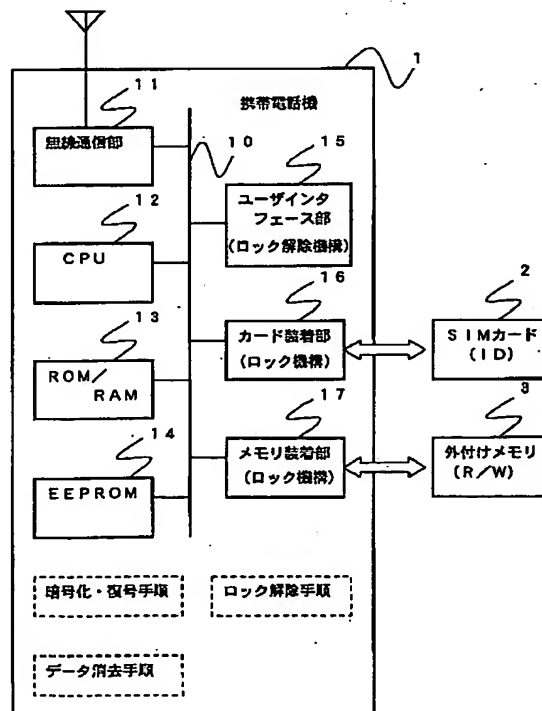 1
携帯電話機
11
無線通信部
10
15
ユーザインタ
フェース部
(ロック解除機構)
12
CPU
16
カード装着部
(ロック機構)
2
SIMカード
(ID)
13
ROM/
RAM
17
メモリ装着部
(ロック機構)
3
外付けメモリ
(R/W)
14
EEPROM
暗号化・復号手順
ロック解除手順
データ消去手順